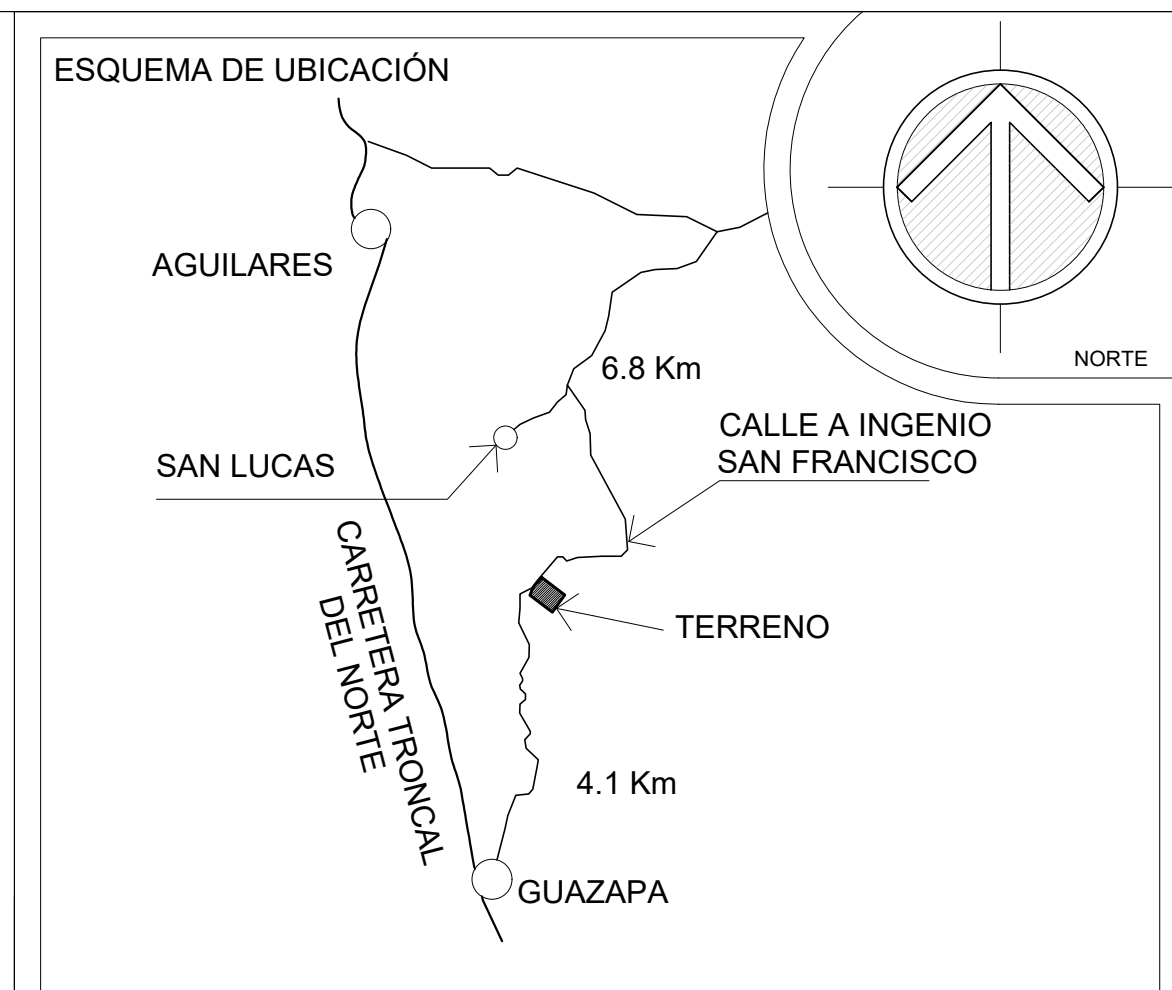 ESQUEMA DE UBICACIÓN
AGUILARES
NORTE
6.8 Km
CALLE A INGENIO
SAN FRANCISCO
SAN LUCAS
CARRETERA TRONCAL
DEL NORTE
TERRENO
4.1 Km
GUAZAPA